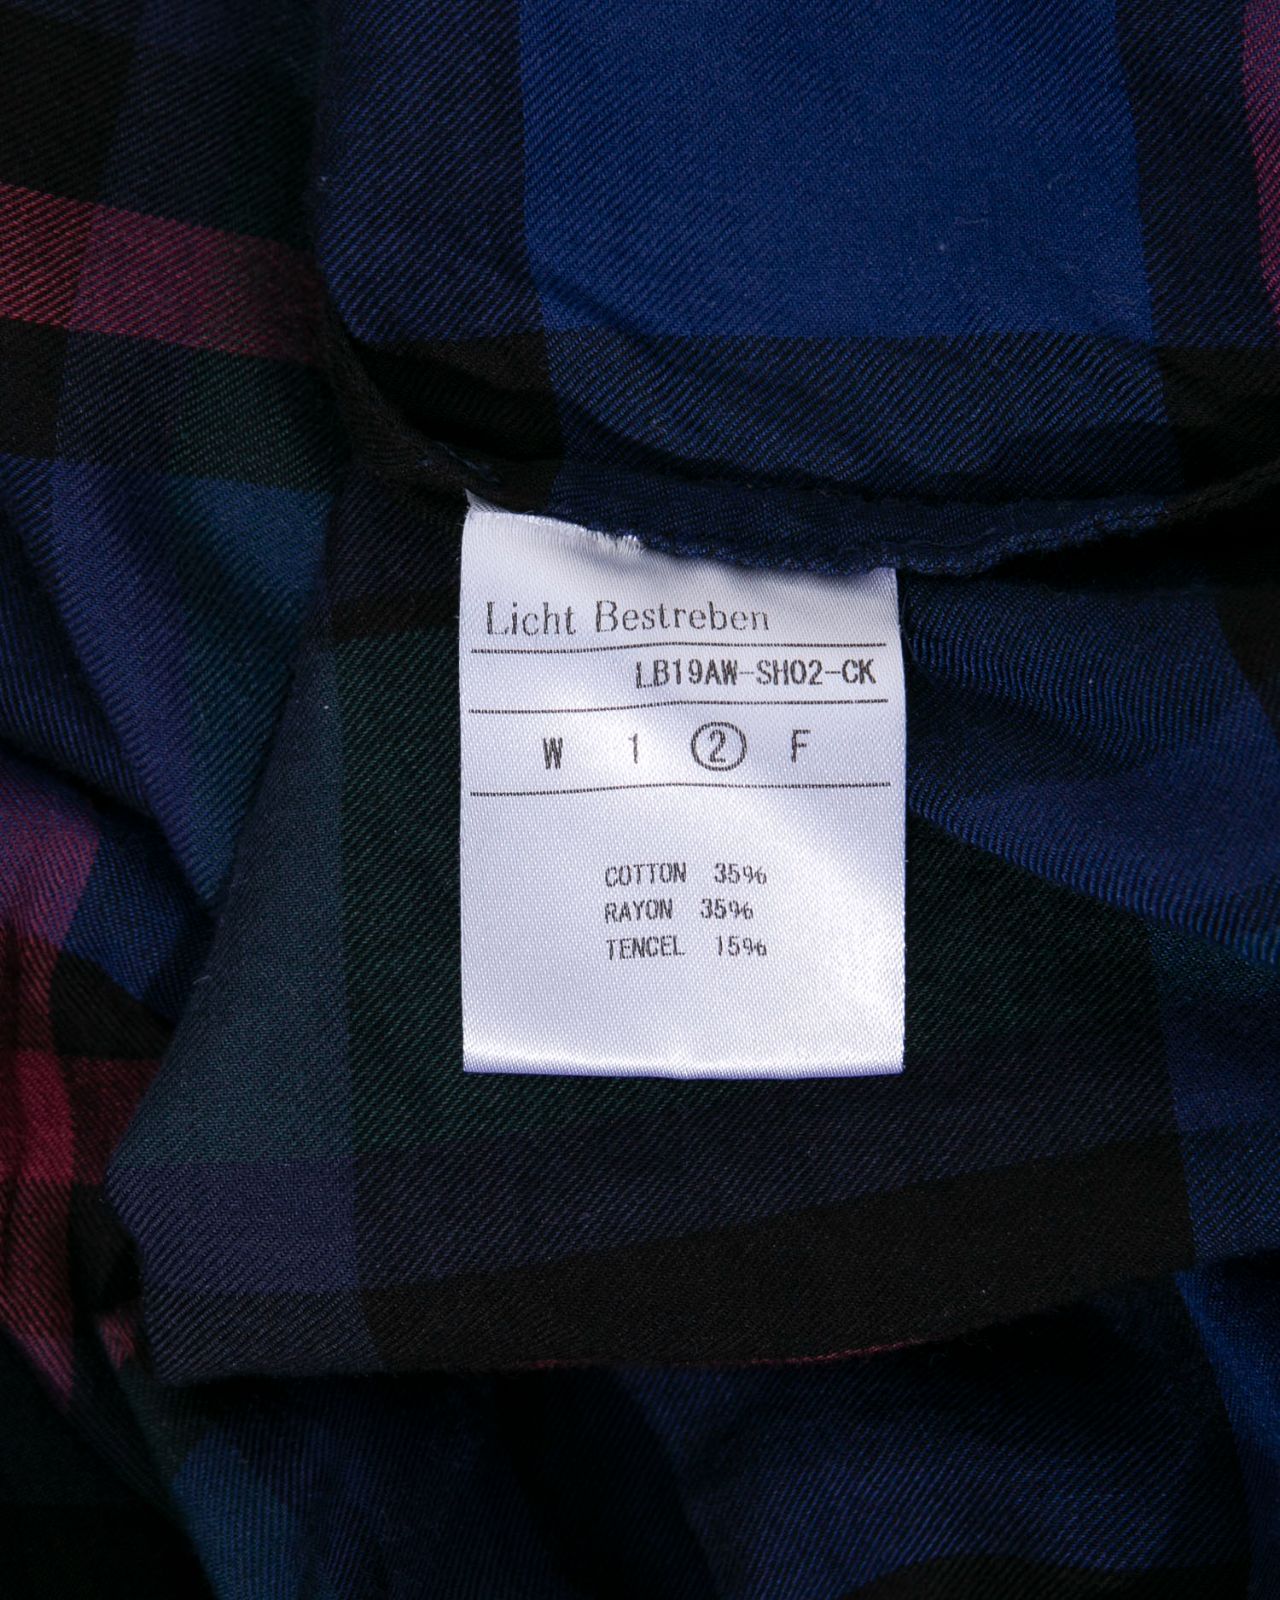 Licht Bestreben
LB19AW-SH02-CK
W 1 2 F
COTTON 35%
RAYON 35%
TENCEL 15%